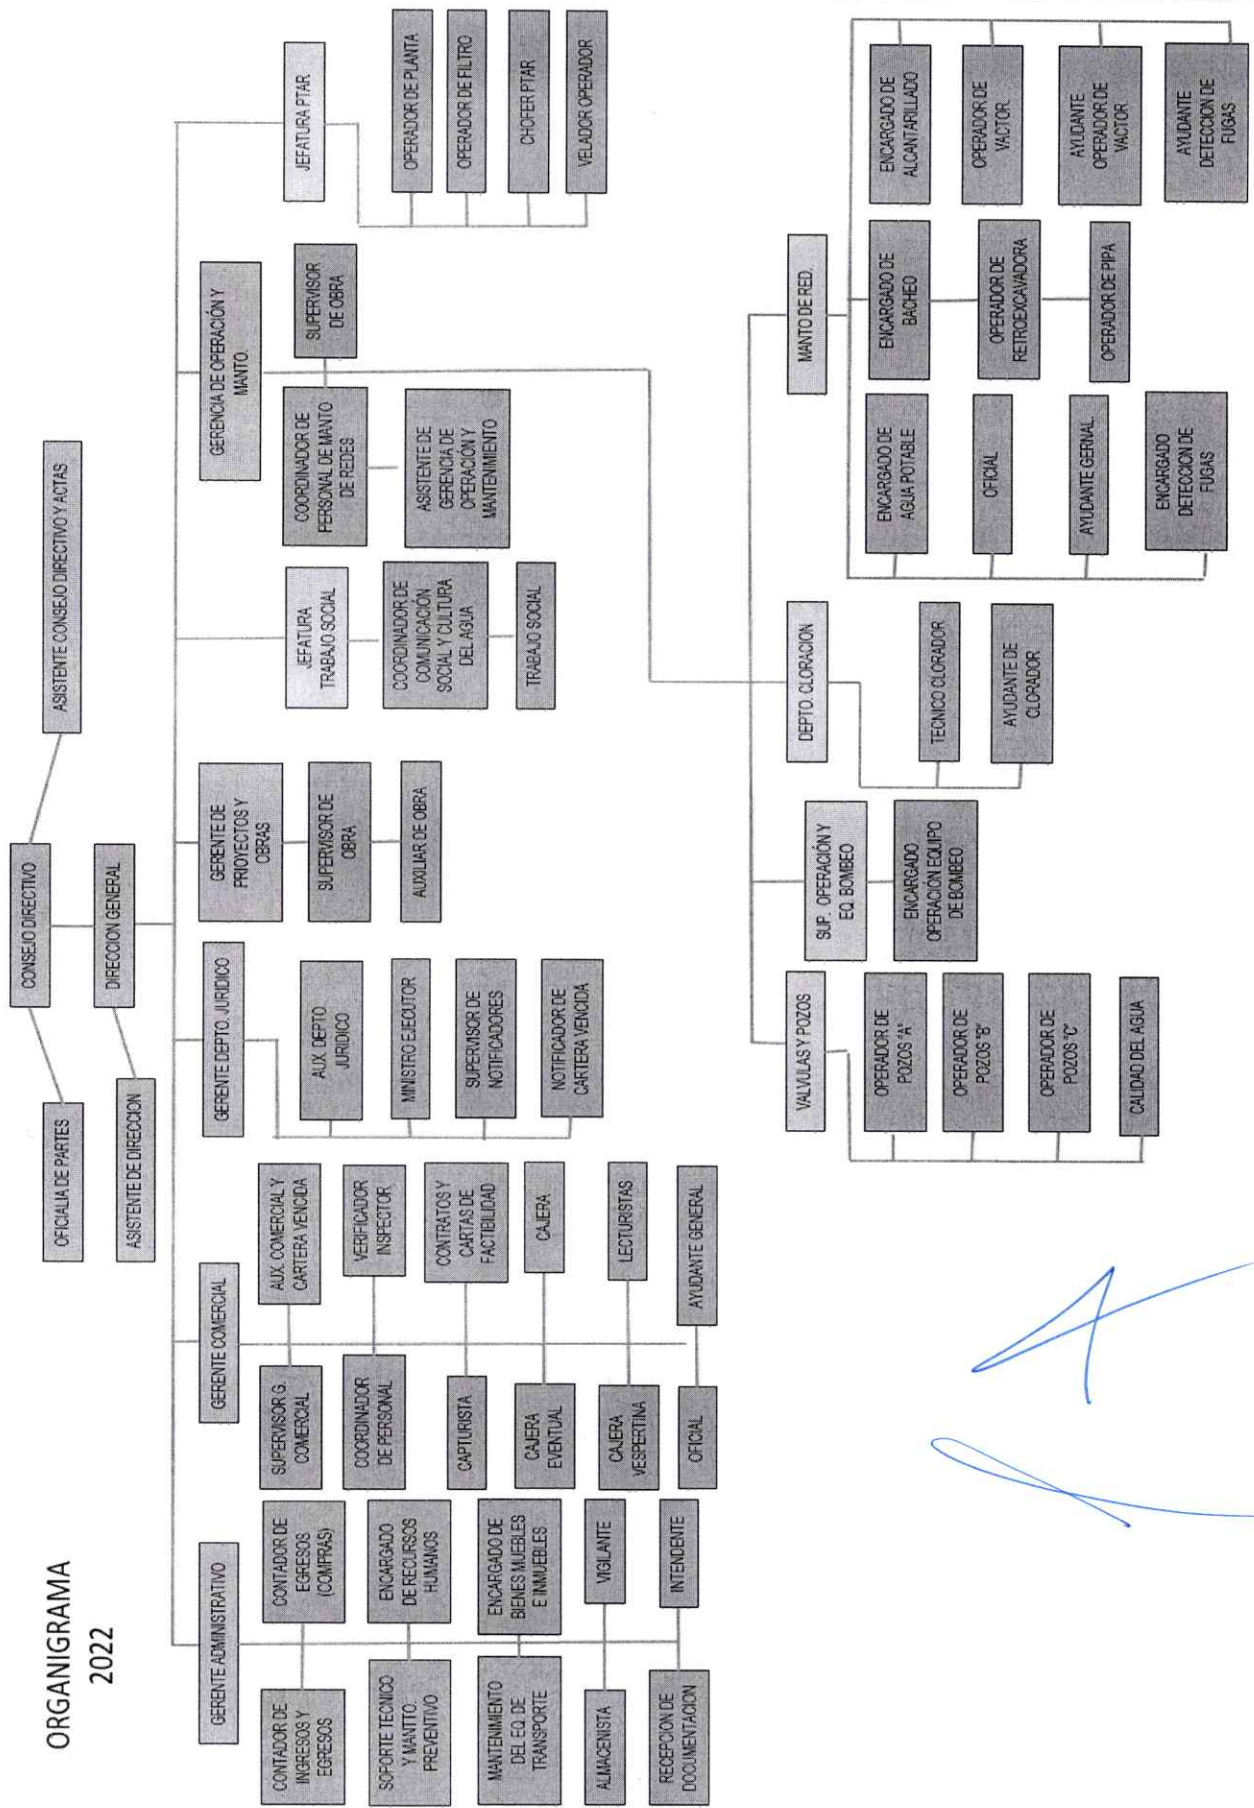 ORGANIGRAMA
2022
CONSEJO DIRECTIVO
OFICIALIA DE PARTES
ASISTENTE CONSEJO DIRECTIVO Y ACTAS
DIRECCION GENERAL
ASISTENTE DE DIRECCION
GERENTE ADMINISTRATIVO
CONTADOR DE
INGRESOS Y
EGRESOS
CONTADOR DE
EGRESOS
(COMPRAS)
SOPORTE TECNICO
Y MANTTO.
PREVENTIVO
ENCARGADO
DE RECURSOS
HUMANOS
MANTENIMIENTO
DEL EQ. DE
TRANSPORTE
ENCARGADO DE
BIENES MUEBLES
E INMUEBLES
ALMACENISTA
VIGILANTE
RECEPCION DE
DOCUMENTACION
INTENDENTE
GERENTE COMERCIAL
SUPERVISOR G.
COMERCIAL
AUX. COMERCIAL Y
CARTERA VENCIDA
COORDINADOR
DE PERSONAL
VERIFICADOR
INSPECTOR
CAPTURISTA
CONTRATOS Y
CARTAS DE
FACTIBILIDAD
CAJERA
EVENTUAL
CAJERA
CAJERA
VESPERTINA
LECTURISTAS
OFICIAL
AYUDANTE GENERAL
GERENTE DEPTO. JURIDICO
AUX. DEPTO
JURIDICO
MINISTRO EJECUTOR
SUPERVISOR DE
NOTIFICADORES
NOTIFICADOR DE
CARTERA VENCIDA
GERENTE DE
PRIOYECTOS Y
OBRAS
SUPERVISOR DE
OBRA
AUXILIAR DE OBRA
JEFATURA
TRABAJO SOCIAL
COORDINADOR DE
COMUNICACIÓN
SOCIAL Y CULTURA
DEL AGUA
TRABAJO SOCIAL
GERENCIA DE OPERACIÓN Y
MANTO.
COORDINADOR DE
PERSONAL DE MANTO
DE REDES
SUPERVISOR
DE OBRA
ASISTENTE DE
GERENCIA DE
OPERACIÓN Y
MANTENIMIENTO
JEFATURA PTAR
OPERADOR DE PLANTA
OPERADOR DE FILTRO
CHOFER PTAR
VELADOR OPERADOR
VALVULAS Y POZOS
OPERADOR DE
POZOS "A"
OPERADOR DE
POZOS "B"
OPERADOR DE
POZOS "C"
CALIDAD DEL AGUA
SUP. OPERACIÓN Y
EQ. BOMBEO
ENCARGADO
OPERACIÓN EQUIPO
DE BOMBEO
DEPTO. CLORACION
TECNICO CLORADOR
AYUDANTE DE
CLORADOR
MANTO DE RED.
ENCARGADO DE
AGUA POTABLE
OFICIAL
AYUDANTE GERNAL.
ENCARGADO
DETECCION DE
FUGAS
ENCARGADO DE
BACHEO
OPERADOR DE
RETROEXCAVADORA
OPERADOR DE PIPA
ENCARGADO DE
ALCANTARILLADO
OPERADOR DE
VACTOR.
AYUDANTE
OPERADOR DE
VACTOR
AYUDANTE
DETECCION DE
FUGAS